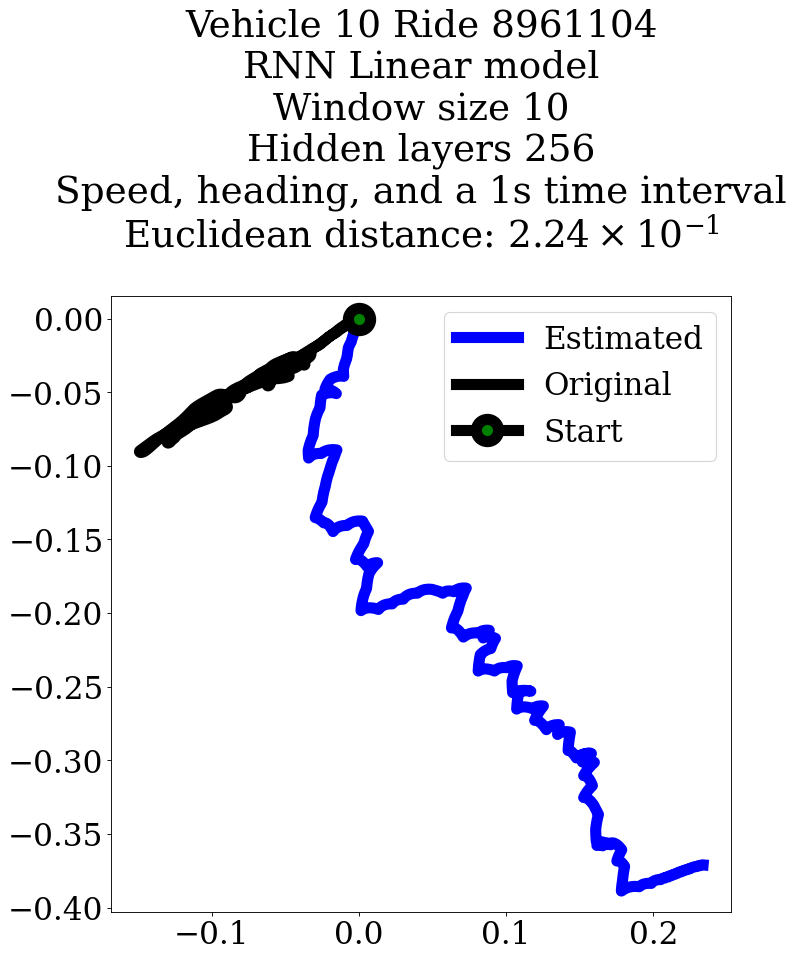 Vehicle 10 Ride 8961104
RNN Linear model
Window size 10
Hidden layers 256
Speed, heading, and a 1s time interval
Euclidean distance: 2.24 × 10⁻¹
Estimated
Original
Start
0.00
−0.05
−0.10
−0.15
−0.20
−0.25
−0.30
−0.35
−0.40
−0.1
0.0
0.1
0.2